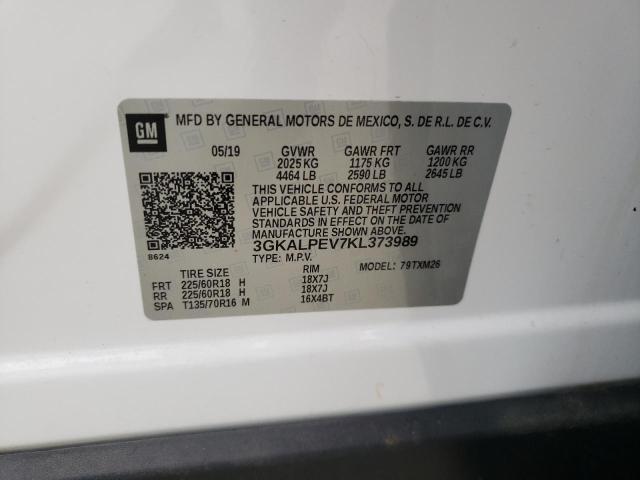 GM
MFD BY GENERAL MOTORS DE MEXICO, S. DE R.L. DE C.V.
05/19 GVWR GAWR FRT GAWR RR
2025 KG 1175 KG 1200 KG
4464 LB 2590 LB 2645 LB
THIS VEHICLE CONFORMS TO ALL
APPLICABLE U.S. FEDERAL MOTOR
VEHICLE SAFETY AND THEFT PREVENTION
STANDARDS IN EFFECT ON THE DATE OF
MANUFACTURE SHOWN ABOVE.
3GKALPEV7KL373989
8624
TYPE: M.P.V. MODEL: 79TXM26
TIRE SIZE RIM
FRT 225/60R18 H 18X7J
RR 225/60R18 H 18X7J
SPA T135/70R16 M 16X4BT